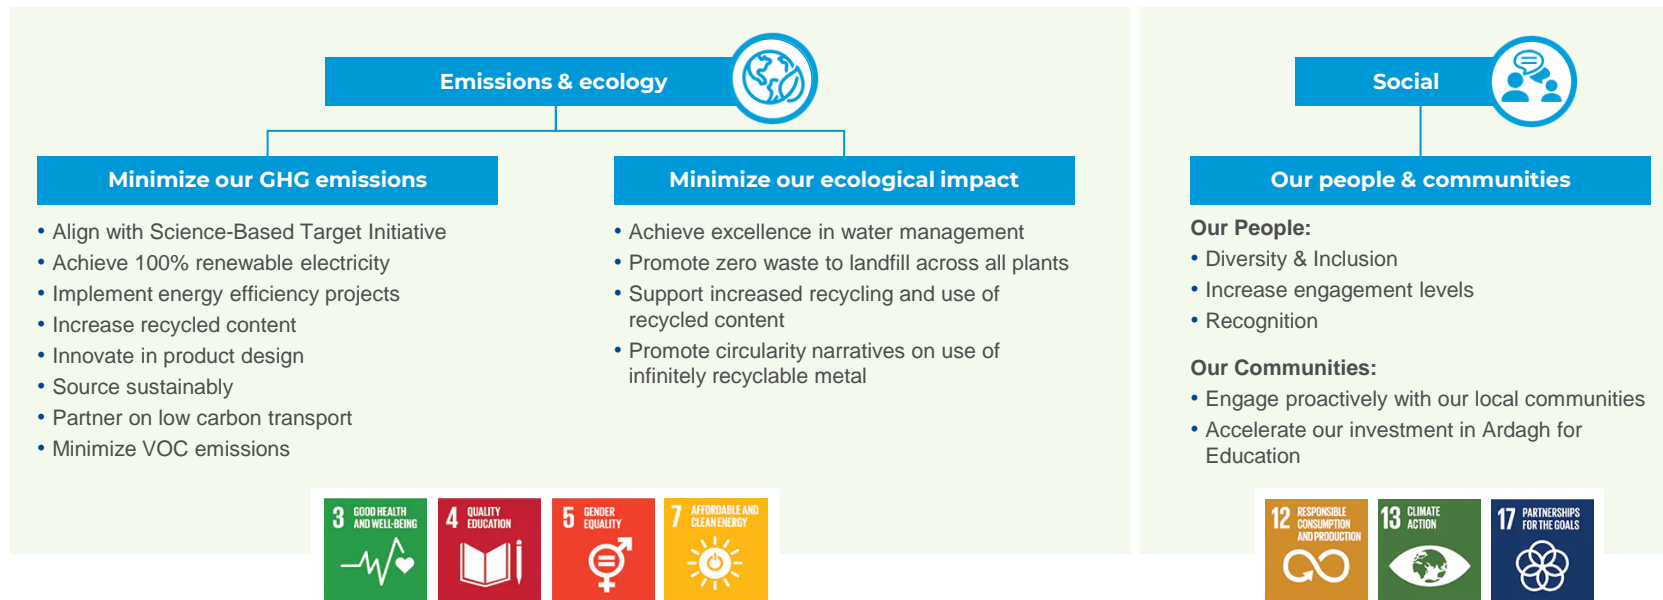 Emissions & ecology
Minimize our GHG emissions
• Align with Science-Based Target Initiative
• Achieve 100% renewable electricity
• Implement energy efficiency projects
• Increase recycled content
• Innovate in product design
• Source sustainably
• Partner on low carbon transport
• Minimize VOC emissions
Minimize our ecological impact
• Achieve excellence in water management
• Promote zero waste to landfill across all plants
• Support increased recycling and use of
recycled content
• Promote circularity narratives on use of
infinitely recyclable metal
3 GOOD HEALTH
AND WELL-BEING
4 QUALITY
EDUCATION
5 GENDER
EQUALITY
7 AFFORDABLE AND
CLEAN ENERGY
Social
Our people & communities
Our People:
• Diversity & Inclusion
• Increase engagement levels
• Recognition
Our Communities:
• Engage proactively with our local communities
• Accelerate our investment in Ardagh for
Education
12 RESPONSIBLE
CONSUMPTION
AND PRODUCTION
13 CLIMATE
ACTION
17 PARTNERSHIPS
FOR THE GOALS